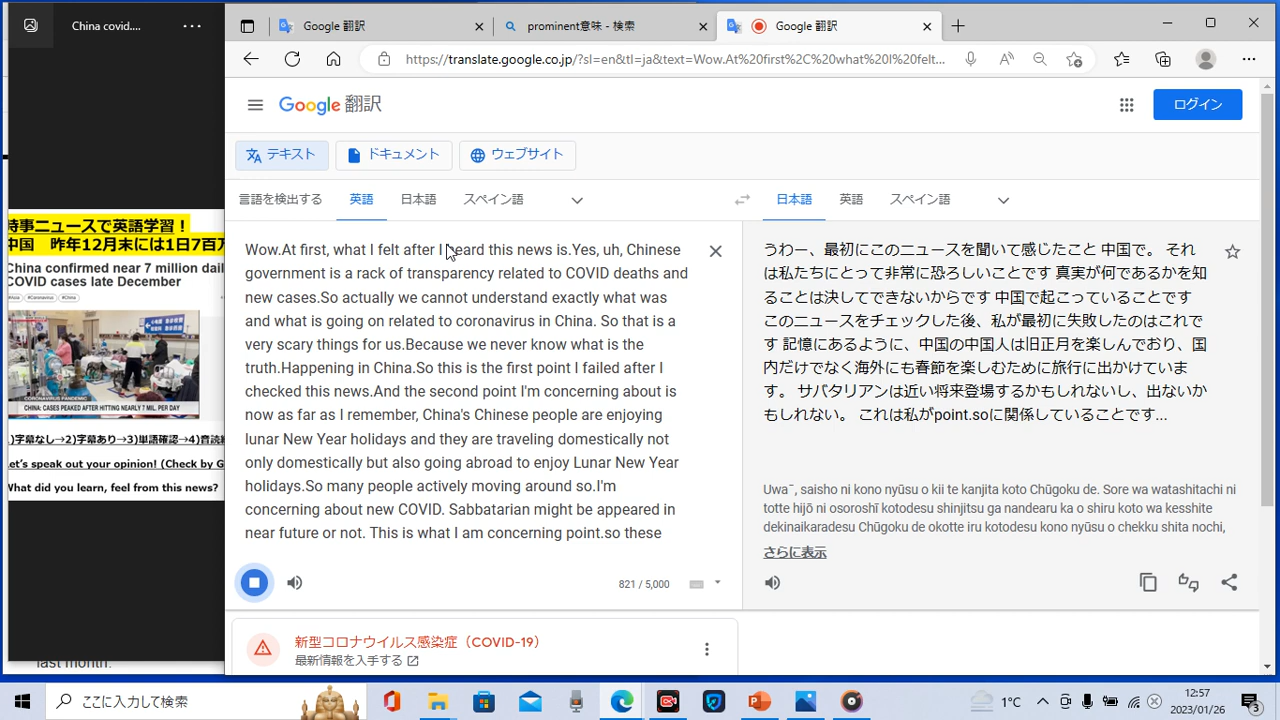 China covid....
時事ニュースで英語学習！
中国　昨年12月末には1日7百万
China confirmed near 7 million daily
COVID cases late December
#Asia #Coronavirus #China
CORONAVIRUS PANDEMIC
CHINA: CASES PEAKED AFTER HITTING NEARLY 7 MIL. PER DAY
)字幕なし→2)字幕あり→3)単語確認→4)音読
Let's speak out your opinion! (Check by G
What did you learn, feel from this news?
last month.
Google 翻訳
prominent意味 - 検索
Google 翻訳
https://translate.google.co.jp/?sl=en&tl=ja&text=Wow.At%20first%2C%20what%20I%20felt...
Google 翻訳
ログイン
テキスト
ドキュメント
ウェブサイト
言語を検出する
英語
日本語
スペイン語
日本語
英語
スペイン語
Wow.At first, what I felt after I heard this news is.Yes, uh, Chinese
government is a rack of transparency related to COVID deaths and
new cases.So actually we cannot understand exactly what was
and what is going on related to coronavirus in China. So that is a
very scary things for us.Because we never know what is the
truth.Happening in China.So this is the first point I failed after I
checked this news.And the second point I'm concerning about is
now as far as I remember, China's Chinese people are enjoying
lunar New Year holidays and they are traveling domestically not
only domestically but also going abroad to enjoy Lunar New Year
holidays.So many people actively moving around so.I'm
concerning about new COVID. Sabbatarian might be appeared in
near future or not. This is what I am concerning point.so these
821 / 5,000
うわー、最初にこのニュースを聞いて感じたこと 中国で。 それ
は私たちにとって非常に恐ろしいことです 真実が何であるかを知
ることは決してできないからです 中国で起こっていることです
このニュースをチェックした後、私が最初に失敗したのはこれで
す 記憶にあるように、中国の中国人は旧正月を楽しんでおり、国
内だけでなく海外にも春節を楽しむために旅行に出かけていま
す。 サバタリアンは近い将来登場するかもしれないし、出ないか
もしれない。 これは私がpoint.soに関係していることです...
Uwa¯, saisho ni kono nyūsu o kii te kanjita koto Chūgoku de. Sore wa watashitachi ni
totte hijō ni osoroshī kotodesu shinjitsu ga nandearu ka o shiru koto wa kesshite
dekinaikaradesu Chūgoku de okotte iru kotodesu kono nyūsu o chekku shita nochi,
さらに表示
新型コロナウイルス感染症（COVID-19）
最新情報を入手する
ここに入力して検索
1°C
12:57
2023/01/26
3